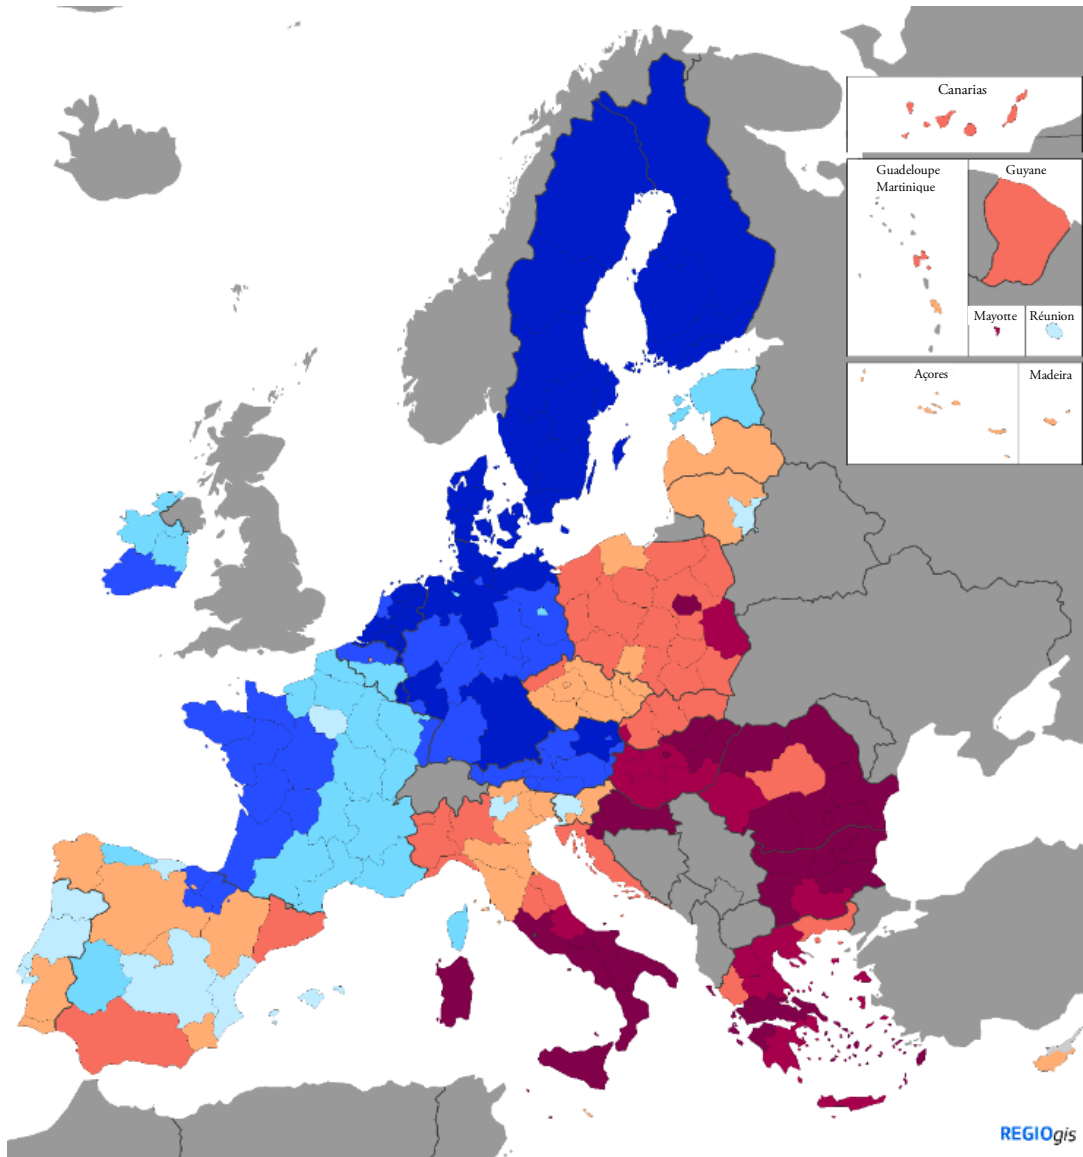 Canarias
Guadeloupe
Martinique
Guyane
Mayotte
Réunion
Açores
Madeira
REGIOgis